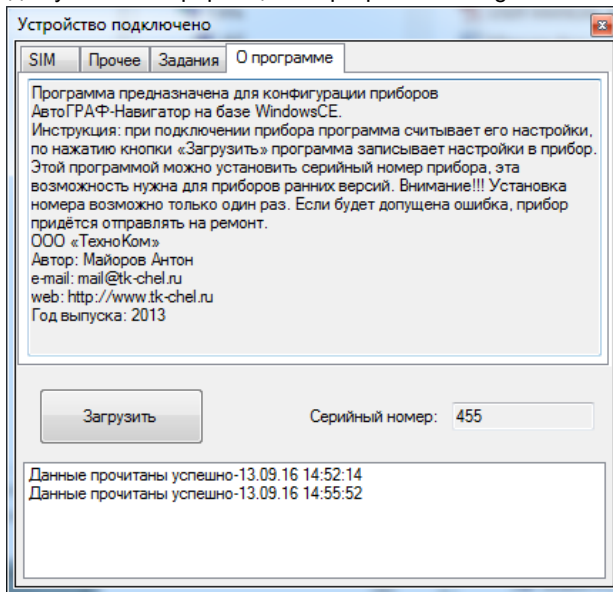 Устройство подключено
SIM Прочее Задания О программе
Программа предназначена для конфигурации приборов
АвтоГРАФ-Навигатор на базе WindowsCE.
Инструкция: при подключении прибора программа считывает его настройки,
по нажатию кнопки «Загрузить» программа записывает настройки в прибор.
Этой программой можно установить серийный номер прибора, эта
возможность нужна для приборов ранних версий. Внимание!!! Установка
номера возможно только один раз. Если будет допущена ошибка, прибор
придётся отправлять на ремонт.
ООО «ТехноКом»
Автор: Майоров Антон
e-mail: mail@tk-chel.ru
web: http://www.tk-chel.ru
Год выпуска: 2013
Загрузить Серийный номер: 455
Данные прочитаны успешно-13.09.16 14:52:14
Данные прочитаны успешно-13.09.16 14:55:52